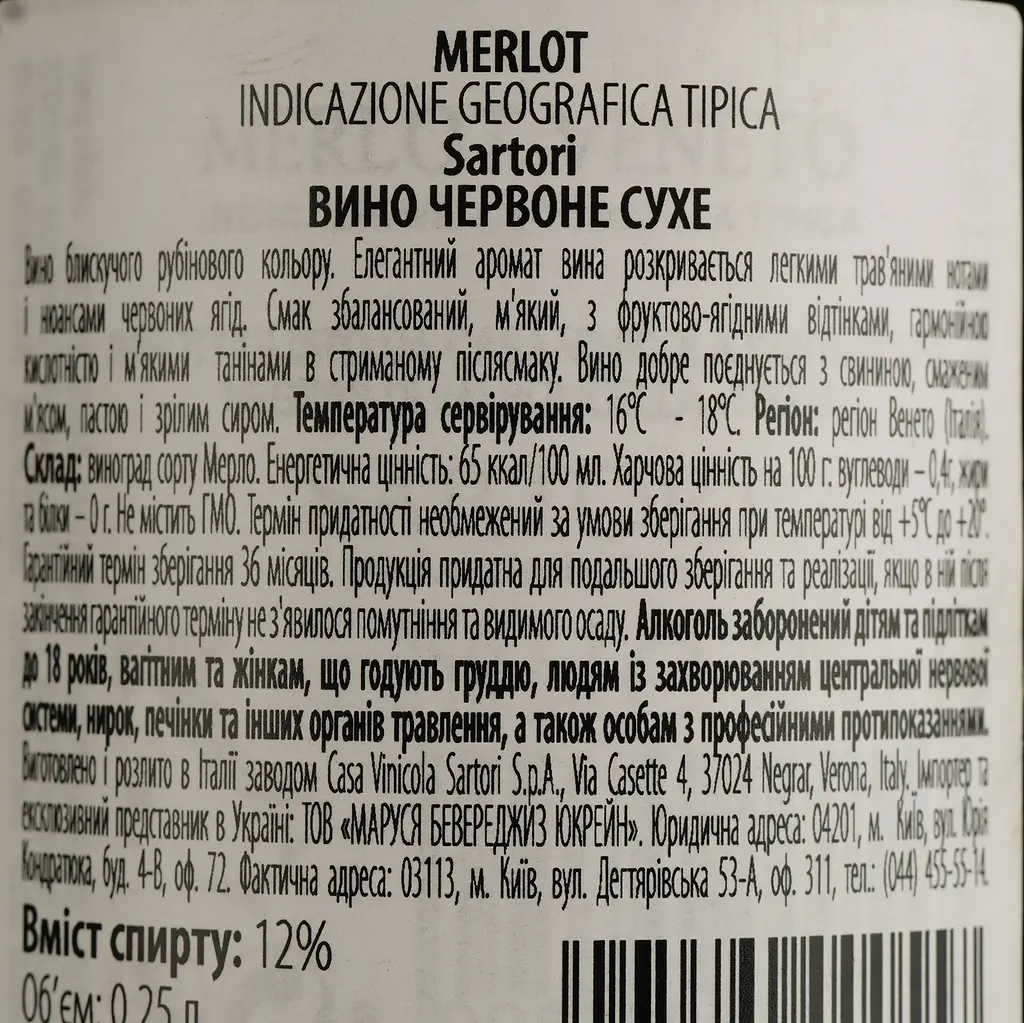 MERLOT
INDICAZIONE GEOGRAFICA TIPICA
Sartori
ВИНО ЧЕРВОНЕ СУХЕ
Вино блискучого рубінового кольору. Елегантний аромат вина розкривається легкими трав'яними нотами
і нюансами червоних ягід. Смак збалансований, м'який, з фруктово-ягідними відтінками, гармонійною
кислотністю і м'якими танінами в стриманому післясмаку. Вино добре поєднується з свининою, смаженим
м'ясом, пастою і зрілим сиром. Температура сервірування: 16°C - 18°C. Регіон: регіон Венето (Італія).
Склад: виноград сорту Мерло. Енергетична цінність: 65 ккал/100 мл. Харчова цінність на 100 г: вуглеводи – 0,4г, жири
та білки – 0 г. Не містить ГМО. Термін придатності необмежений за умови зберігання при температурі від +5°C до +20°.
Гарантійний термін зберігання 36 місяців. Продукція придатна для подальшого зберігання та реалізації, якщо в ній після
закінчення гарантійного терміну не з'явилося помутніння та видимого осаду. Алкоголь заборонений дітям та підліткам
до 18 років, вагітним та жінкам, що годують груддю, людям із захворюванням центральної нервової
системи, нирок, печінки та інших органів травлення, а також особам з професійними протипоказаннями.
Виготовлено і розлито в Італії заводом Casa Vinicola Sartori S.p.A., Via Casette 4, 37024 Negrar, Verona, Italy. Імпортер та
ексклюзивний представник в Україні: ТОВ «МАРУСЯ БЕВЕРЕДЖИЗ ЮКРЕЙН». Юридична адреса: 04201, м. Київ, вул. Юрія
Кондратюка, буд. 4-В, оф. 72. Фактична адреса: 03113, м. Київ, вул. Дегтярівська 53-А, оф. 311, тел.: (044) 455-55-14.
Вміст спирту: 12%
Об'єм: 0,25 л